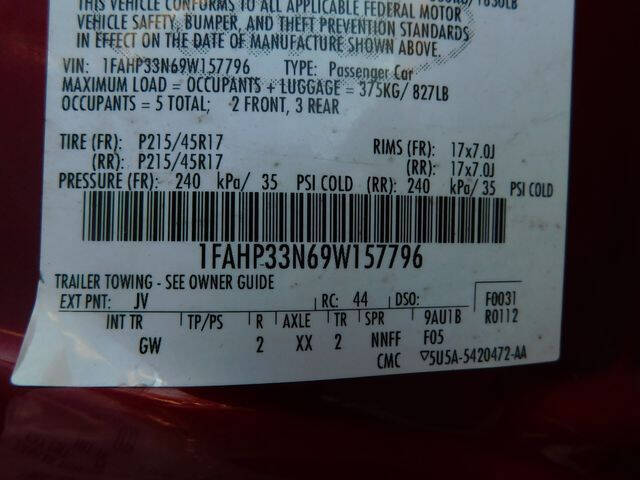 THIS VEHICLE CONFORMS TO ALL APPLICABLE FEDERAL MOTOR
VEHICLE SAFETY, BUMPER, AND THEFT PREVENTION STANDARDS
IN EFFECT ON THE DATE OF MANUFACTURE SHOWN ABOVE.
VIN: 1FAHP33N69W157796 TYPE: Passenger Car
MAXIMUM LOAD = OCCUPANTS + LUGGAGE = 375KG/ 827LB
OCCUPANTS = 5 TOTAL; 2 FRONT, 3 REAR
TIRE (FR): P215/45R17 RIMS (FR): 17x7.0J
(RR): P215/45R17 (RR): 17x7.0J
PRESSURE (FR): 240 kPa/ 35 PSI COLD (RR): 240 kPa/ 35 PSI COLD
1FAHP33N69W157796
TRAILER TOWING - SEE OWNER GUIDE
EXT PNT: JV RC: 44 DSO: F0031
INT TR TP/PS R AXLE TR SPR 9AU1B R0112
GW 2 XX 2 NNFF F05
CMC ▽5U5A-5420472-AA